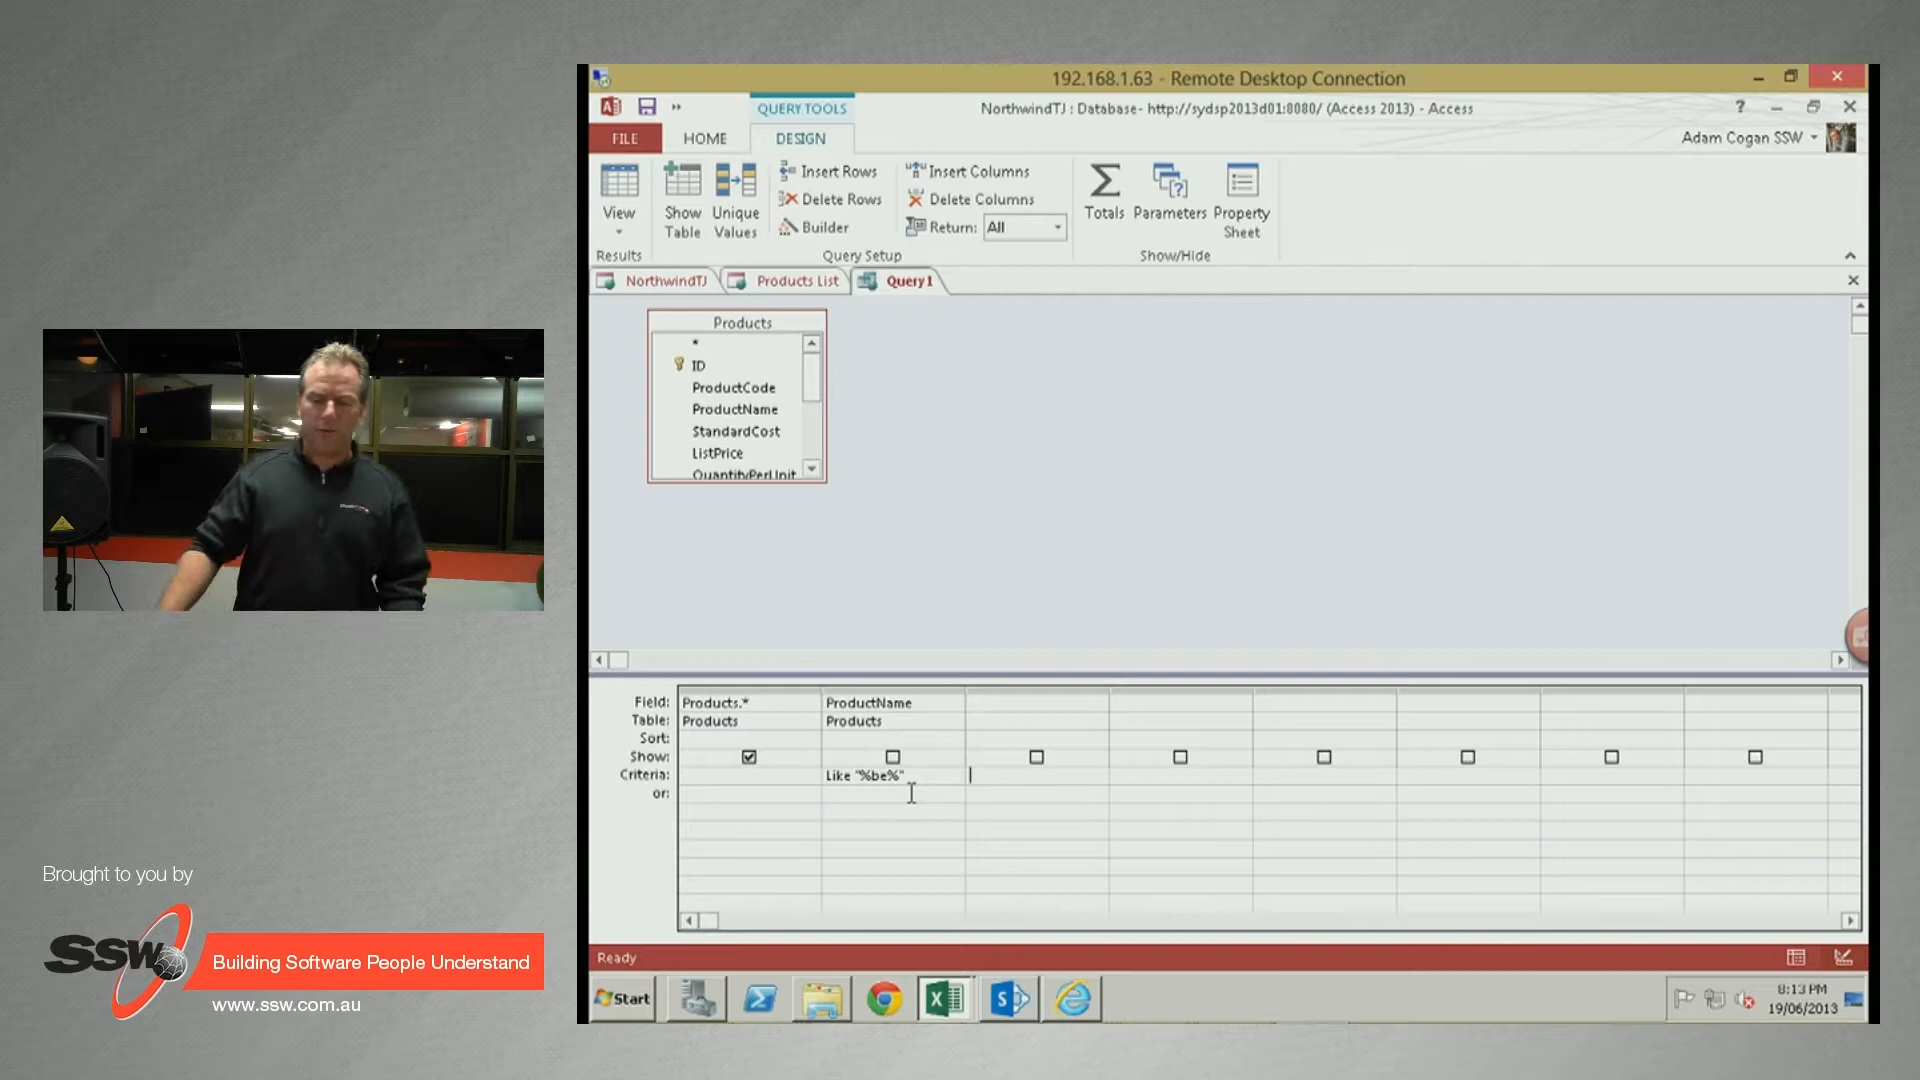 192.168.1.63 - Remote Desktop Connection
QUERY TOOLS
NorthwindTJ : Database- http://sydsp2013d01:8080/ (Access 2013) - Access
FILE
HOME
DESIGN
Adam Cogan SSW
View
Show Table
Unique Values
Insert Rows
Delete Rows
Builder
Insert Columns
Delete Columns
Return: All
Totals
Parameters
Property Sheet
Results
Query Setup
Show/Hide
NorthwindTJ
Products List
Query1
Products
*
ID
ProductCode
ProductName
StandardCost
ListPrice
QuantityPerUnit
Field: Products.* ProductName
Table: Products Products
Sort:
Show:
Criteria: Like "%be%"
or:
Ready
Start
8:13 PM
19/06/2013
Brought to you by
SSW
Building Software People Understand
www.ssw.com.au